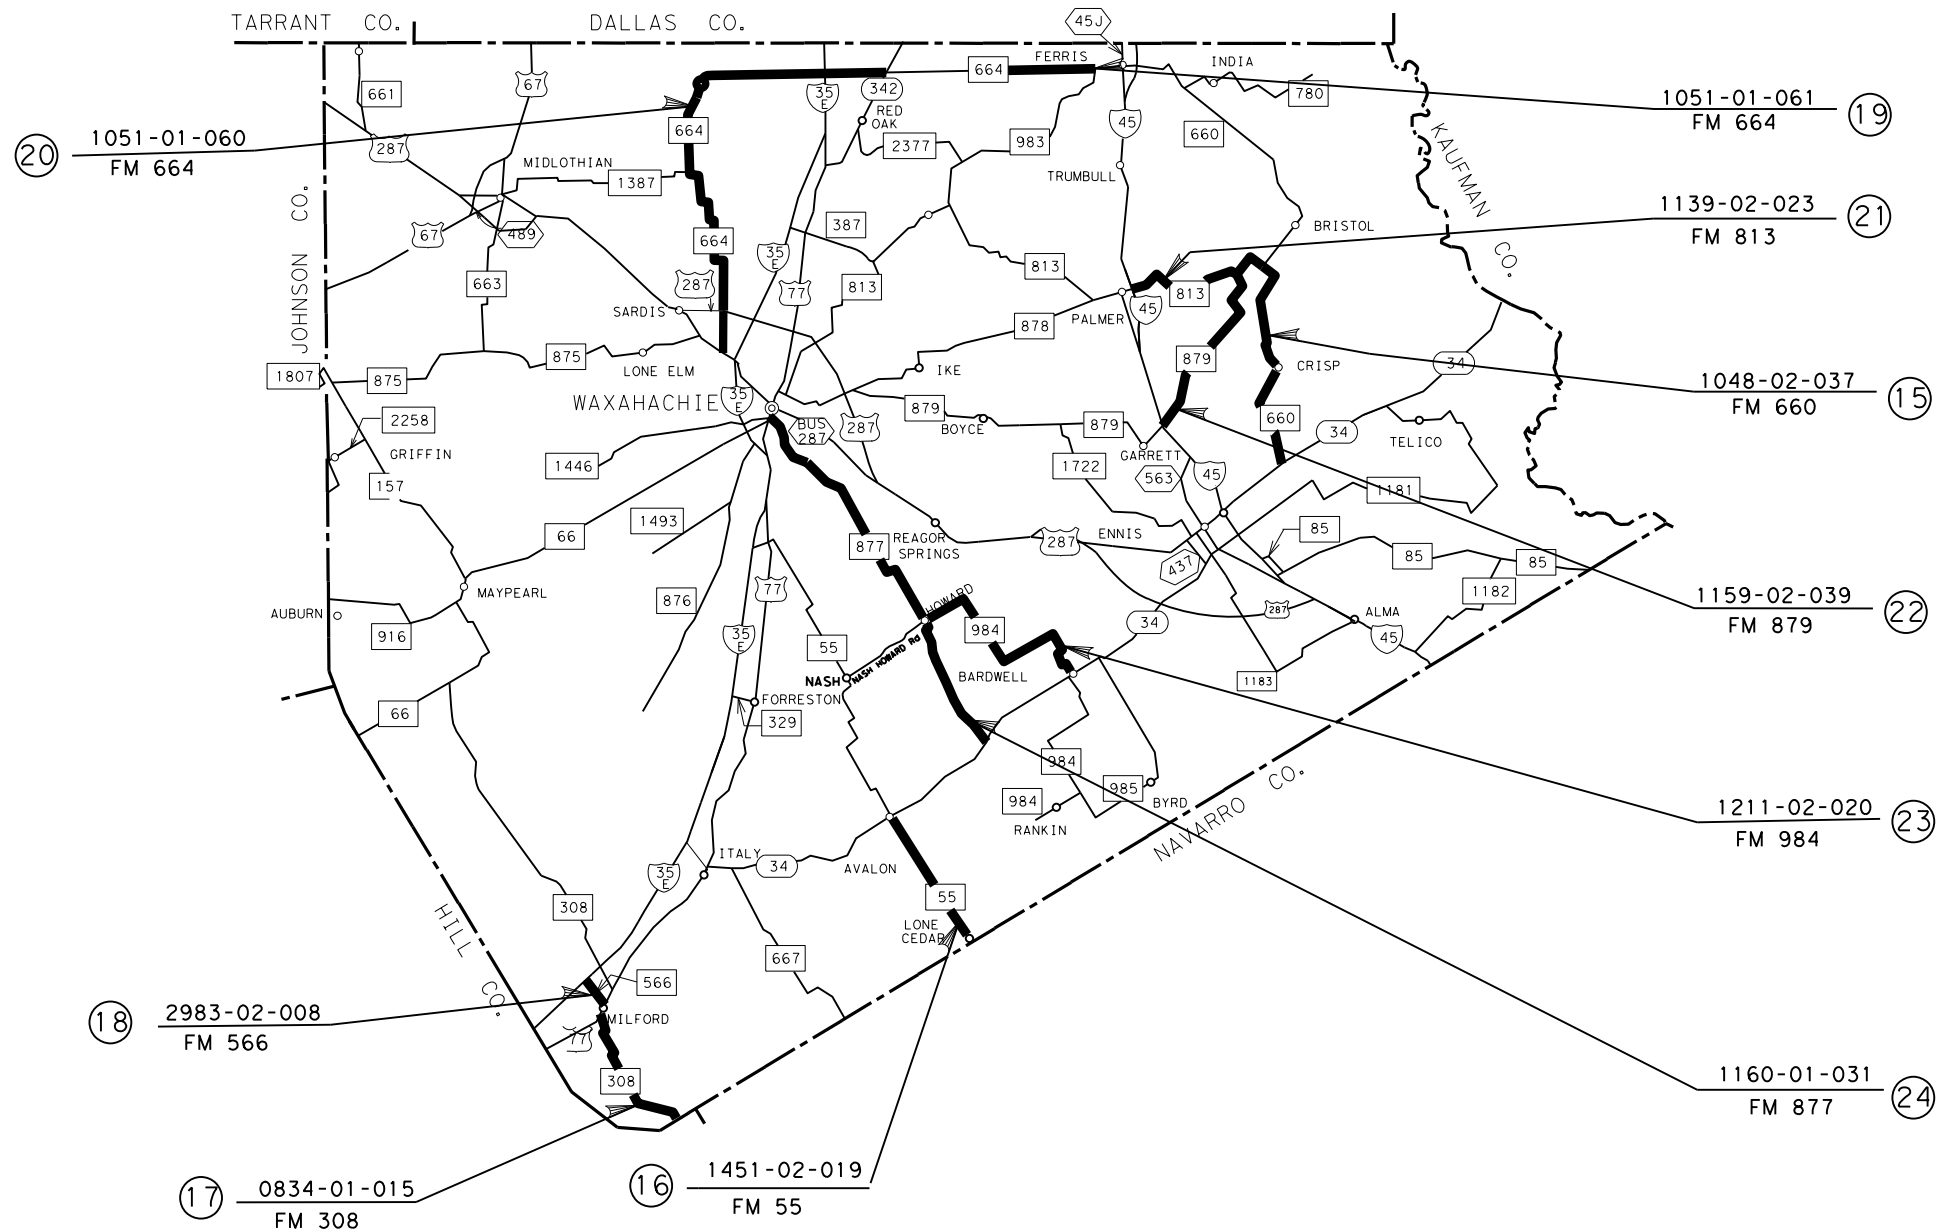 TARRANT CO. DALLAS CO.
45J
FERRIS
INDIA
67
664
661
35
E
342
780
1051-01-061
FM 664
19
RED
OAK
45
660
KAUFMAN CO.
1051-01-060
FM 664
20
287
664
2377
983
MIDLOTHIAN
1387
TRUMBULL
JOHNSON CO.
1139-02-023
FM 813
21
67
489
664
387
BRISTOL
35
E
813
663
287
77
813
813
SARDIS
45
PALMER
878
875
879
LONE ELM
IKE
CRISP
34
1807
875
1048-02-037
FM 660
15
WAXAHACHIE
35
E
879
660
2258
BUS
287
287
BOYCE
879
34
TELICO
GRIFFIN
GARRETT
1446
1722
563
45
157
1181
1493
66
877
REAGOR
SPRINGS
287
ENNIS
85
85
85
437
1182
MAYPEARL
77
876
AUBURN
HOWARD
287
ALMA
1159-02-039
FM 879
22
916
35
E
55
984
34
45
NASH HOWARD Rd
NASH
BARDWELL
1183
FORRESTON
66
329
984
985
984
BYRD
RANKIN
NAVARRO CO.
1211-02-020
FM 984
23
ITALY
34
AVALON
35
E
55
308
LONE
CEDAR
HILL CO.
667
566
2983-02-008
FM 566
18
MILFORD
77
308
1160-01-031
FM 877
24
0834-01-015
FM 308
17
1451-02-019
FM 55
16